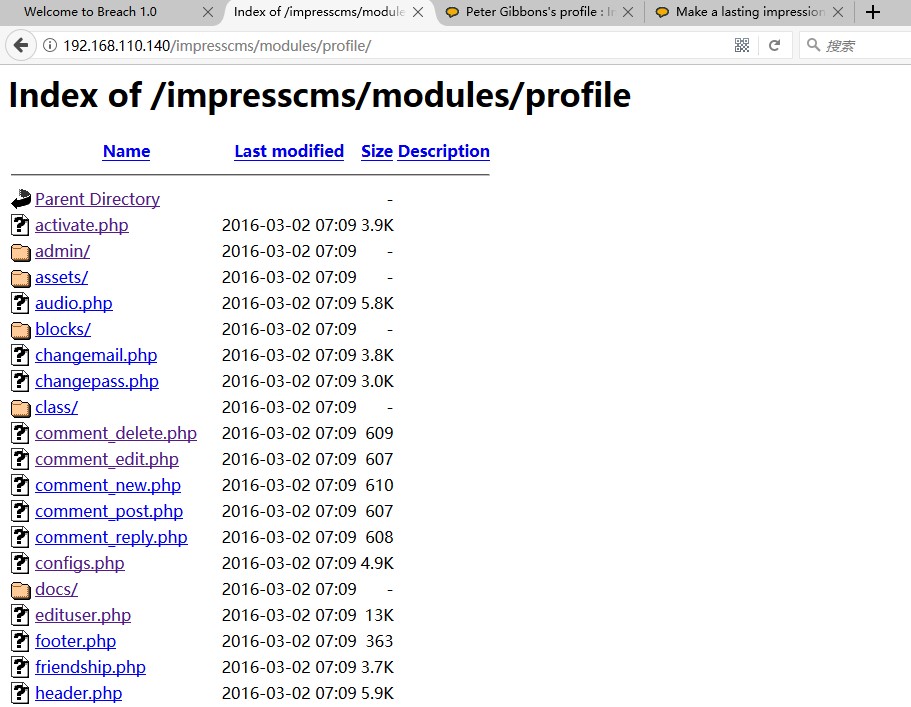 Welcome to Breach 1.0
Index of /impresscms/module
Peter Gibbons's profile : I
Make a lasting impression
192.168.110.140/impresscms/modules/profile/
搜索
Index of /impresscms/modules/profile
Name Last modified Size Description
Parent Directory -
activate.php 2016-03-02 07:09 3.9K
admin/ 2016-03-02 07:09 -
assets/ 2016-03-02 07:09 -
audio.php 2016-03-02 07:09 5.8K
blocks/ 2016-03-02 07:09 -
changemail.php 2016-03-02 07:09 3.8K
changepass.php 2016-03-02 07:09 3.0K
class/ 2016-03-02 07:09 -
comment_delete.php 2016-03-02 07:09 609
comment_edit.php 2016-03-02 07:09 607
comment_new.php 2016-03-02 07:09 610
comment_post.php 2016-03-02 07:09 607
comment_reply.php 2016-03-02 07:09 608
configs.php 2016-03-02 07:09 4.9K
docs/ 2016-03-02 07:09 -
edituser.php 2016-03-02 07:09 13K
footer.php 2016-03-02 07:09 363
friendship.php 2016-03-02 07:09 3.7K
header.php 2016-03-02 07:09 5.9K